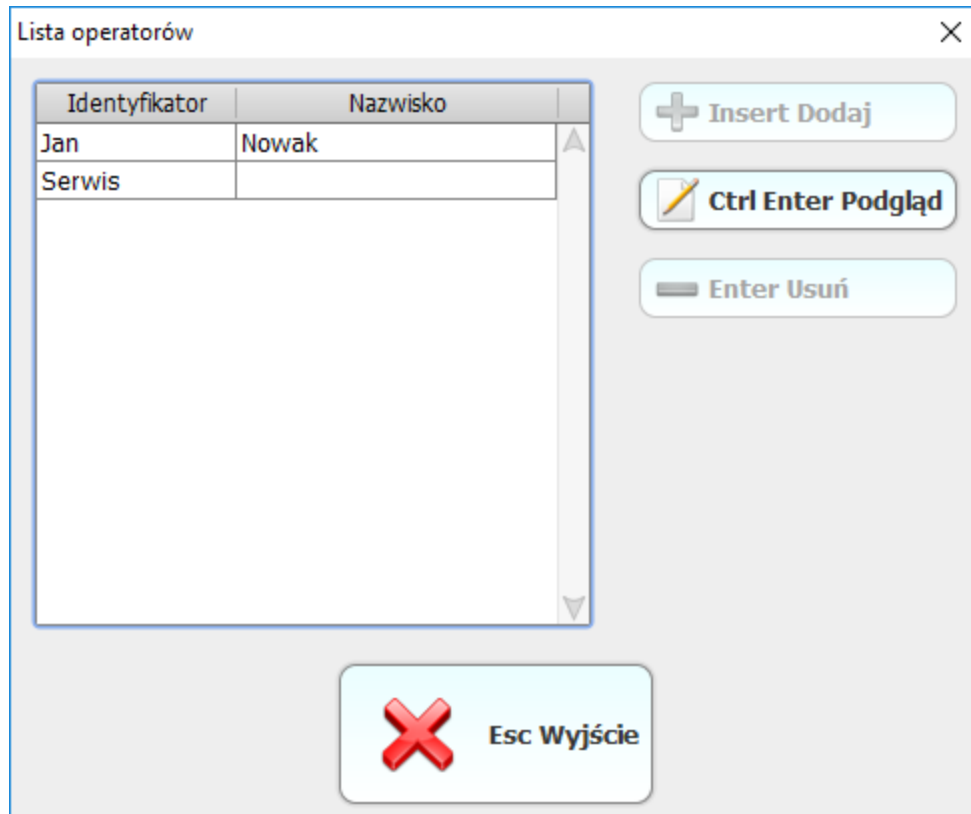 Lista operatorów
Identyfikator Nazwisko
Jan Nowak
Serwis
Insert Dodaj
Ctrl Enter Podgląd
Enter Usuń
Esc Wyjście